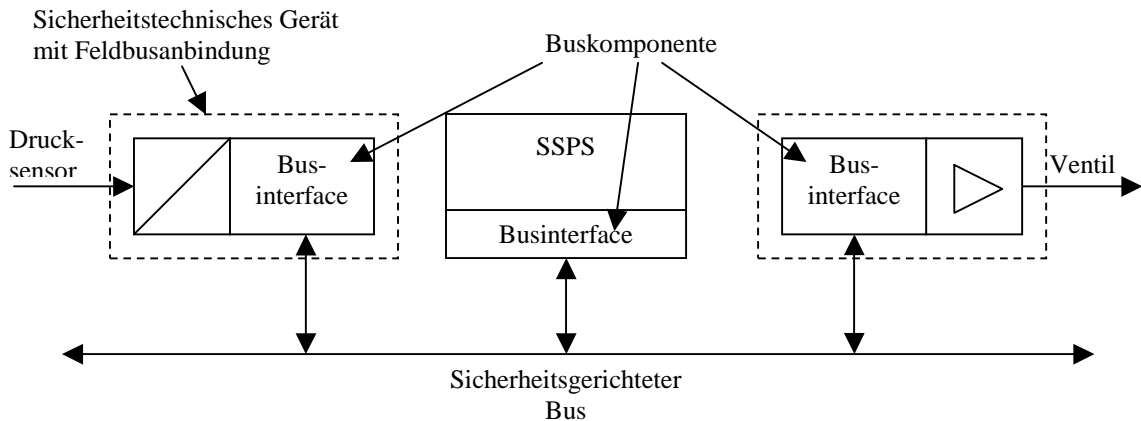 Sicherheitstechnisches Gerät
mit Feldbusanbindung
Buskomponente
Druck-
sensor
Bus-
interface
SSPS
Businterface
Bus-
interface
Ventil
Sicherheitsgerichteter
Bus